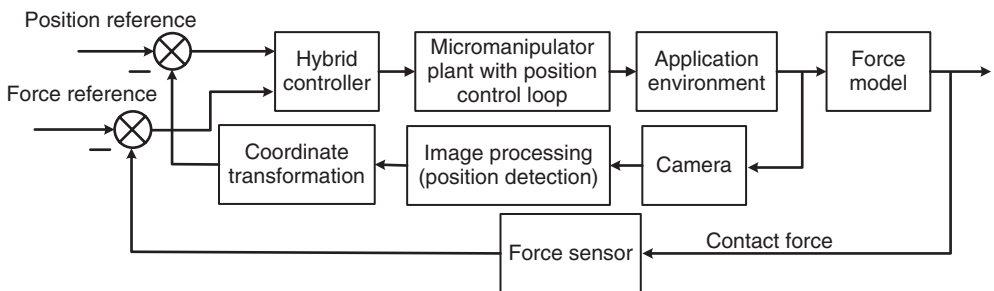 Position reference
Force reference
Hybrid
controller
Micromanipulator
plant with position
control loop
Application
environment
Force
model
Coordinate
transformation
Image processing
(position detection)
Camera
Force sensor
Contact force